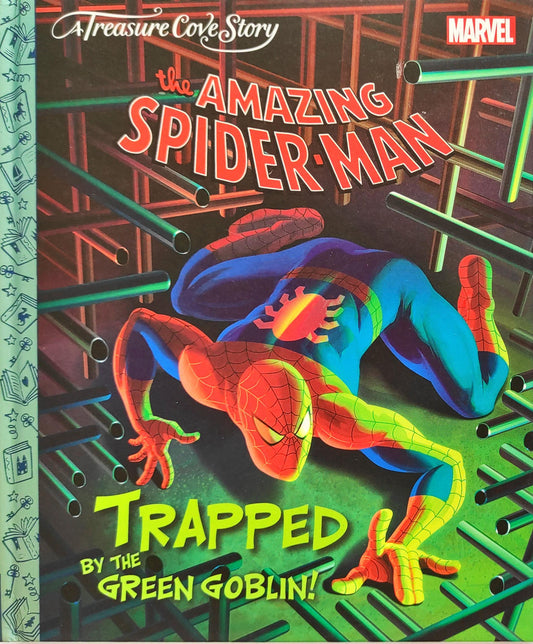 A Treasure Cove Story
MARVEL
the AMAZING
SPIDER-MAN
TRAPPED
BY THE
GREEN GOBLIN!